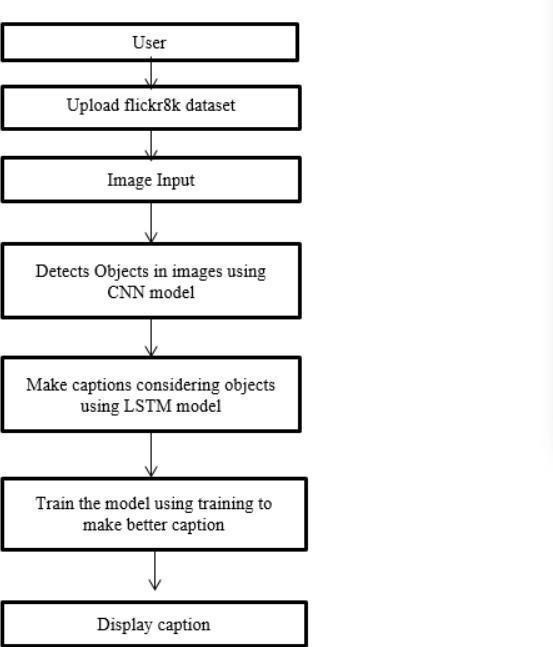 User
Upload flickr8k dataset
Image Input
Detects Objects in images using
CNN model
Make captions considering objects
using LSTM model
Train the model using training to
make better caption
Display caption